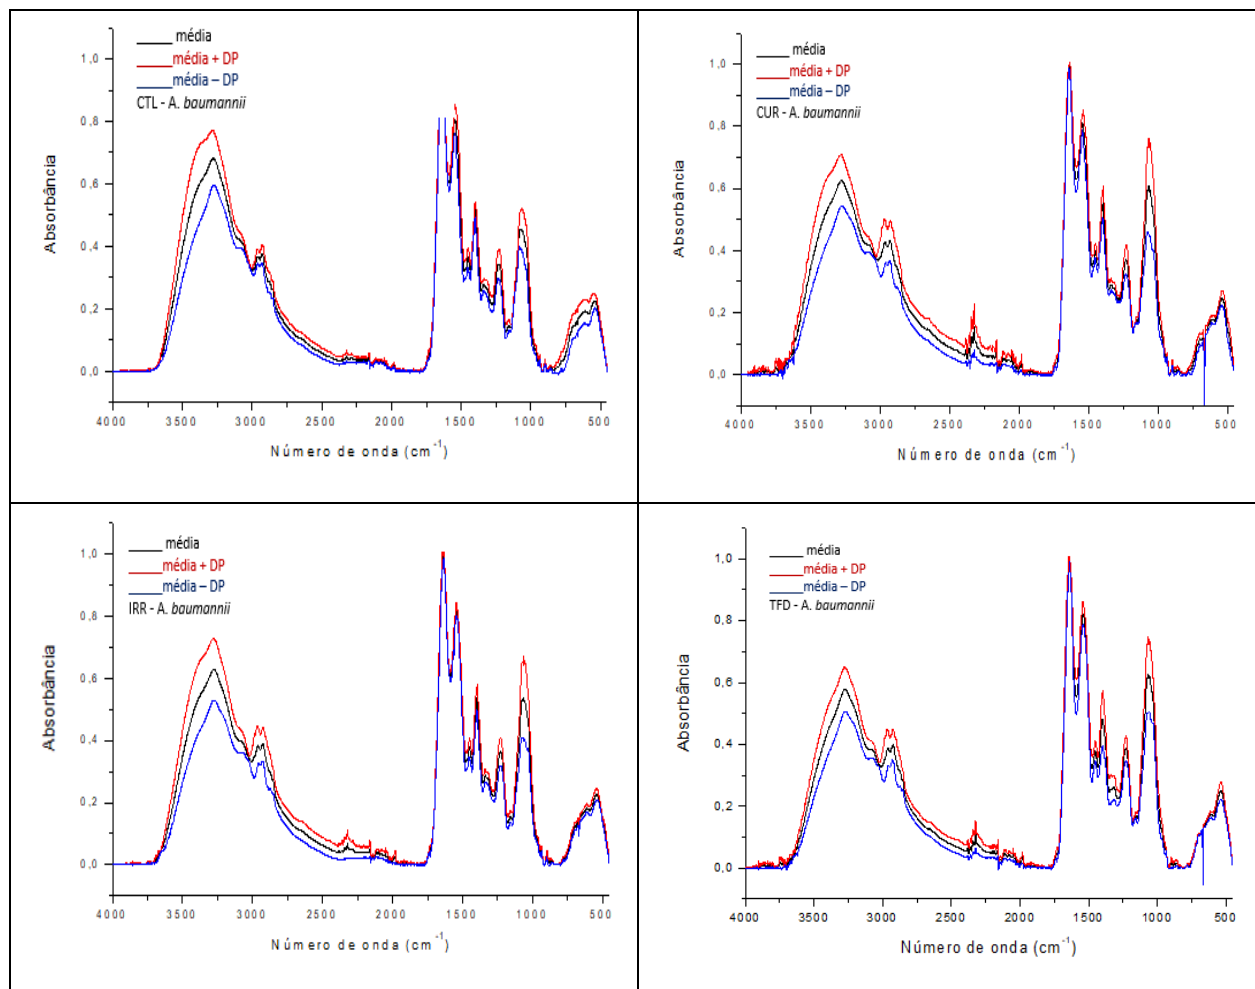 média
média + DP
média – DP
CTL - A. baumannii
Absorbância
1,0
0,8
0,6
0,4
0,2
0,0
4000 3500 3000 2500 2000 1500 1000 500
Número de onda (cm-1)
média
média + DP
média – DP
CUR - A. baumannii
Absorbância
1,0
0,8
0,6
0,4
0,2
0,0
4000 3500 3000 2500 2000 1500 1000 500
Número de onda (cm-1)
média
média + DP
média – DP
IRR - A. baumannii
Absorbância
1,0
0,8
0,6
0,4
0,2
0,0
4000 3500 3000 2500 2000 1500 1000 500
Número de onda (cm-1)
média
média + DP
média – DP
TFD - A. baumannii
Absorbância
1,0
0,8
0,6
0,4
0,2
0,0
4000 3500 3000 2500 2000 1500 1000 500
Número de onda (cm-1)